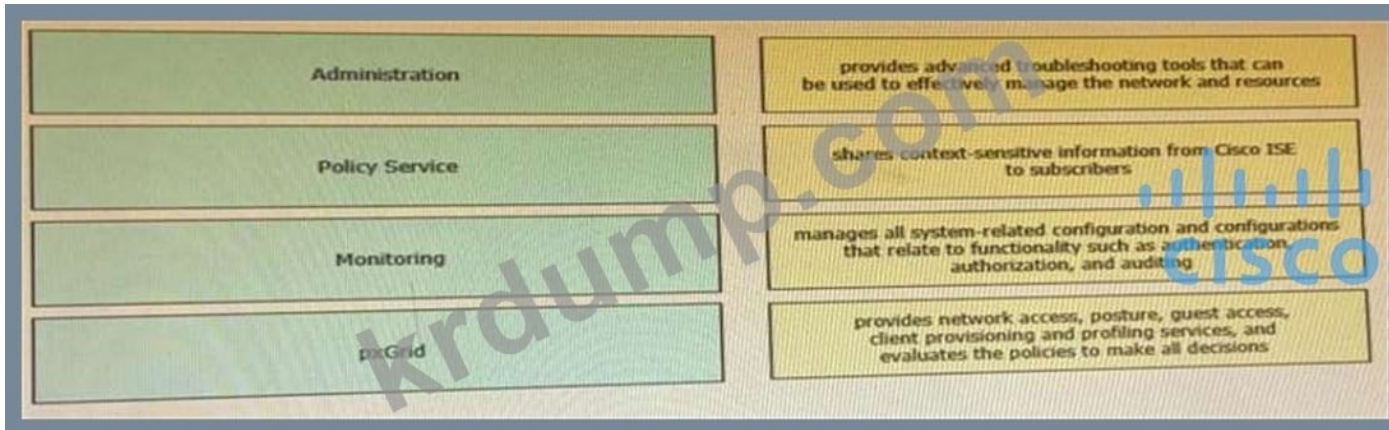 Administration
provides advanced troubleshooting tools that can
be used to effectively manage the network and resources
Policy Service
shares context-sensitive information from Cisco ISE
to subscribers
Monitoring
manages all system-related configuration and configurations
that relate to functionality such as authentication,
authorization, and auditing
pxGrid
provides network access, posture, guest access,
client provisioning and profiling services, and
evaluates the policies to make all decisions
krdump.com
CISCO